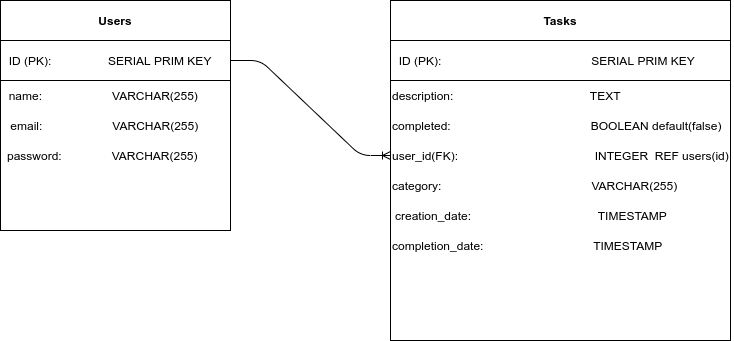 Users
ID (PK): SERIAL PRIM KEY
name: VARCHAR(255)
email: VARCHAR(255)
password: VARCHAR(255)
Tasks
ID (PK): SERIAL PRIM KEY
description: TEXT
completed: BOOLEAN default(false)
user_id(FK): INTEGER REF users(id)
category: VARCHAR(255)
creation_date: TIMESTAMP
completion_date: TIMESTAMP